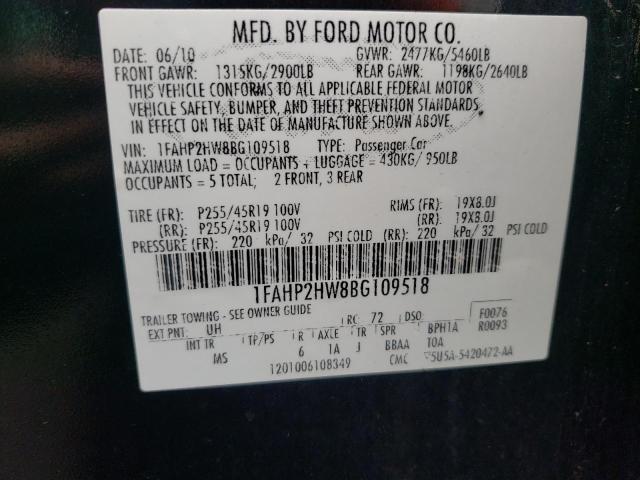 MFD. BY FORD MOTOR CO.
DATE: 06/10 GVWR: 2477KG/5460LB
FRONT GAWR: 1315KG/2900LB REAR GAWR: 1198KG/2640LB
THIS VEHICLE CONFORMS TO ALL APPLICABLE FEDERAL MOTOR
VEHICLE SAFETY, BUMPER, AND THEFT PREVENTION STANDARDS
IN EFFECT ON THE DATE OF MANUFACTURE SHOWN ABOVE.
VIN: 1FAHP2HW8BG109518 TYPE: Passenger Car
MAXIMUM LOAD = OCCUPANTS + LUGGAGE = 430KG/ 950LB
OCCUPANTS = 5 TOTAL; 2 FRONT, 3 REAR
TIRE (FR): P255/45R19 100V RIMS (FR): 19X8.0J
(RR): P255/45R19 100V (RR): 19X8.0J
PRESSURE (FR): 220 kPa/ 32 PSI COLD (RR): 220 kPa/ 32 PSI COLD
1FAHP2HW8BG109518
TRAILER TOWING - SEE OWNER GUIDE
EXT PNT: UH RC: 72 DSO: F0076
INT TR TP/PS R AXLE TR SPR BPH1A R0093
MS 6 1A J BBAA TOA
1201006108349 CMC ▽5U5A-5420472-AA